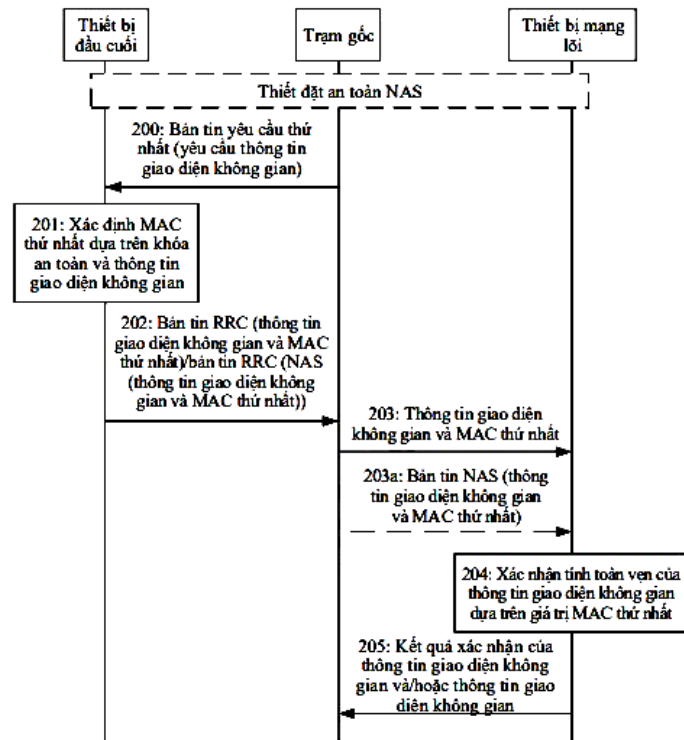 Thiết bị
đầu cuối
Trạm gốc
Thiết bị mạng
lõi
Thiết đặt an toàn NAS
200: Bản tin yêu cầu thứ
nhất (yêu cầu thông tin
giao diện không gian)
201: Xác định MAC
thứ nhất dựa trên khóa
an toàn và thông tin
giao diện không gian
202: Bản tin RRC (thông tin
giao diện không gian và MAC
thứ nhất)/bản tin RRC (NAS
(thông tin giao diện không
gian và MAC thứ nhất))
203: Thông tin giao diện
không gian và MAC thứ nhất
203a: Bản tin NAS (thông
tin giao diện không gian
và MAC thứ nhất)
204: Xác nhận tính toàn vẹn của
thông tin giao diện không gian
dựa trên giá trị MAC thứ nhất
205: Kết quả xác nhận của
thông tin giao diện không
gian và/hoặc thông tin giao
diện không gian